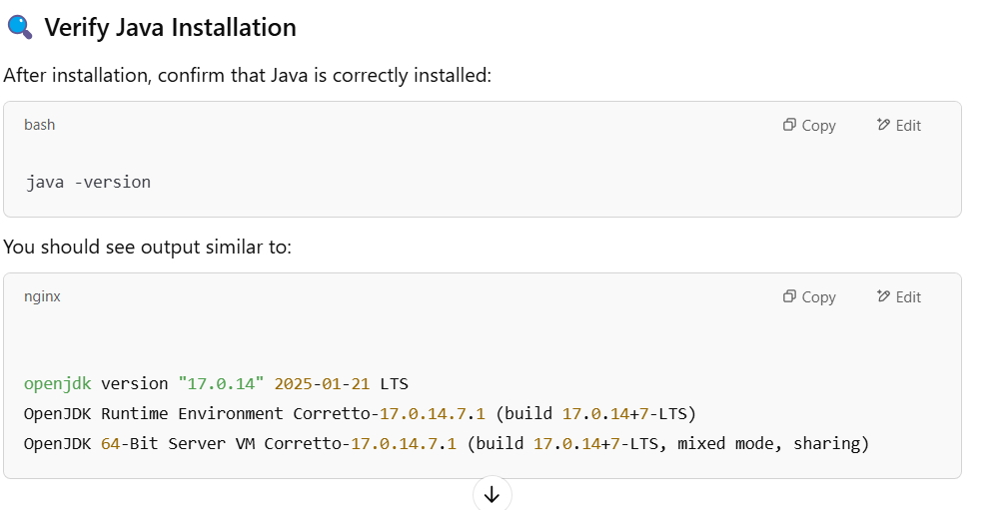 Verify Java Installation
After installation, confirm that Java is correctly installed:
bash
Copy
Edit
java -version
You should see output similar to:
nginx
Copy
Edit
openjdk version "17.0.14" 2025-01-21 LTS
OpenJDK Runtime Environment Corretto-17.0.14.7.1 (build 17.0.14+7-LTS)
OpenJDK 64-Bit Server VM Corretto-17.0.14.7.1 (build 17.0.14+7-LTS, mixed mode, sharing)